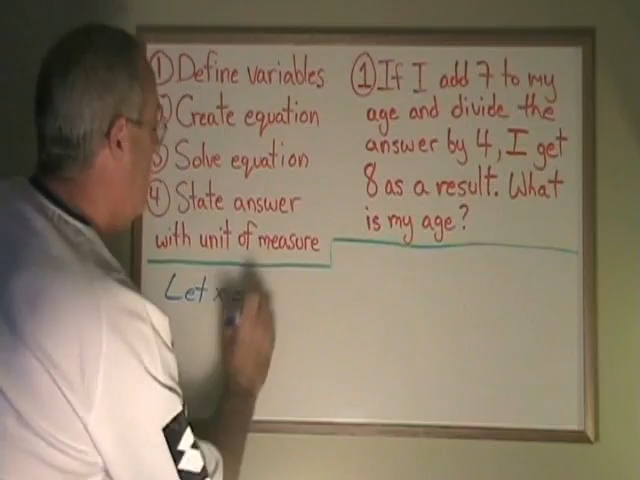 ① Define variables
② Create equation
③ Solve equation
④ State answer
with unit of measure
① If I add 7 to my
age and divide the
answer by 4, I get
8 as a result. What
is my age?
Let x =